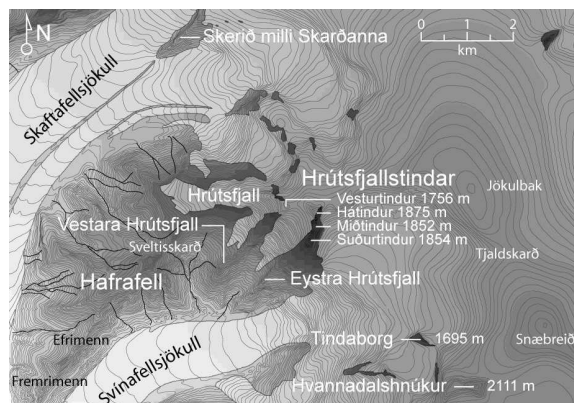 N
0 1 2
km
Skerið milli Skarðanna
Skaftafellsjökull
Hrútsfjallstindar
Hrútsfjall
Vesturtindur 1756 m
Hátindur 1875 m
Miðtindur 1852 m
Suðurtindur 1854 m
Jökulbak
Vestara Hrútsfjall
Sveltisskarð
Tjaldskarð
Hafrafell
Eystra Hrútsfjall
Efrimenn
Tindaborg 1695 m
Snæbreið
Svínafellsjökull
Fremrimenn
Hvannadalshnúkur 2111 m